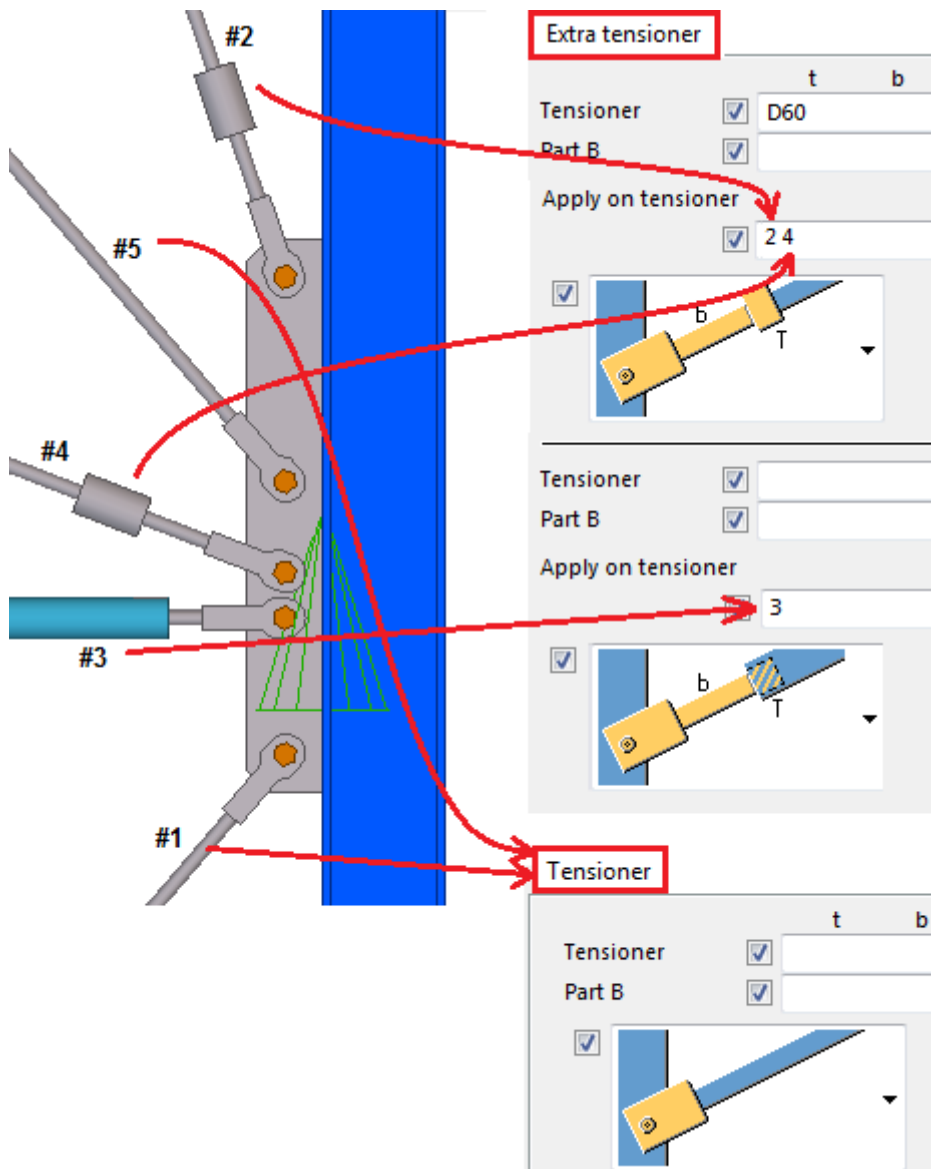 #2
#5
#4
#3
#1
Extra tensioner
t b
Tensioner D60
Part B
Apply on tensioner
2 4
b
T
Tensioner
Part B
Apply on tensioner
3
b
T
Tensioner
t b
Tensioner
Part B